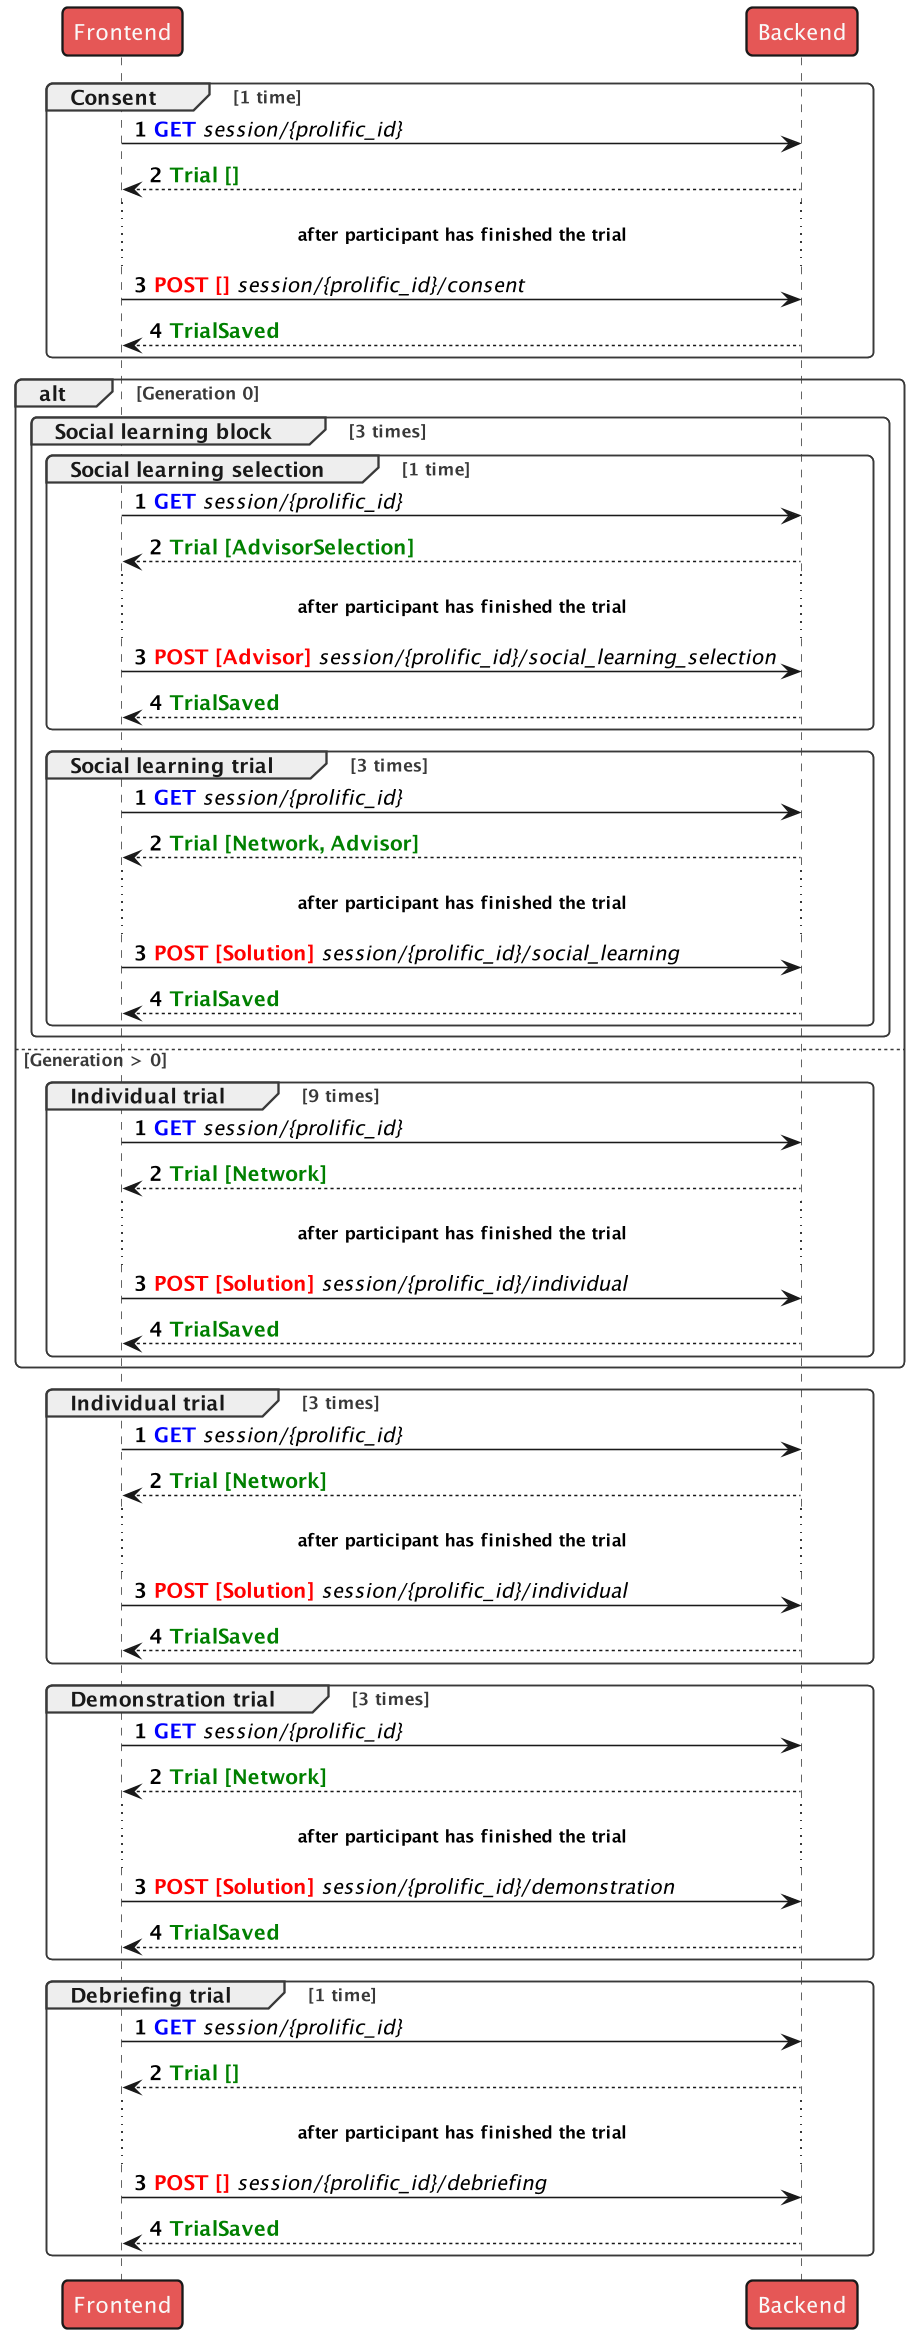 Frontend Backend
Consent [1 time]
1 GET session/{prolific_id}
2 Trial []
after participant has finished the trial
3 POST [] session/{prolific_id}/consent
4 TrialSaved
alt [Generation 0]
Social learning block [3 times]
Social learning selection [1 time]
1 GET session/{prolific_id}
2 Trial [AdvisorSelection]
after participant has finished the trial
3 POST [Advisor] session/{prolific_id}/social_learning_selection
4 TrialSaved
Social learning trial [3 times]
1 GET session/{prolific_id}
2 Trial [Network, Advisor]
after participant has finished the trial
3 POST [Solution] session/{prolific_id}/social_learning
4 TrialSaved
[Generation > 0]
Individual trial [9 times]
1 GET session/{prolific_id}
2 Trial [Network]
after participant has finished the trial
3 POST [Solution] session/{prolific_id}/individual
4 TrialSaved
Individual trial [3 times]
1 GET session/{prolific_id}
2 Trial [Network]
after participant has finished the trial
3 POST [Solution] session/{prolific_id}/individual
4 TrialSaved
Demonstration trial [3 times]
1 GET session/{prolific_id}
2 Trial [Network]
after participant has finished the trial
3 POST [Solution] session/{prolific_id}/demonstration
4 TrialSaved
Debriefing trial [1 time]
1 GET session/{prolific_id}
2 Trial []
after participant has finished the trial
3 POST [] session/{prolific_id}/debriefing
4 TrialSaved
Frontend Backend